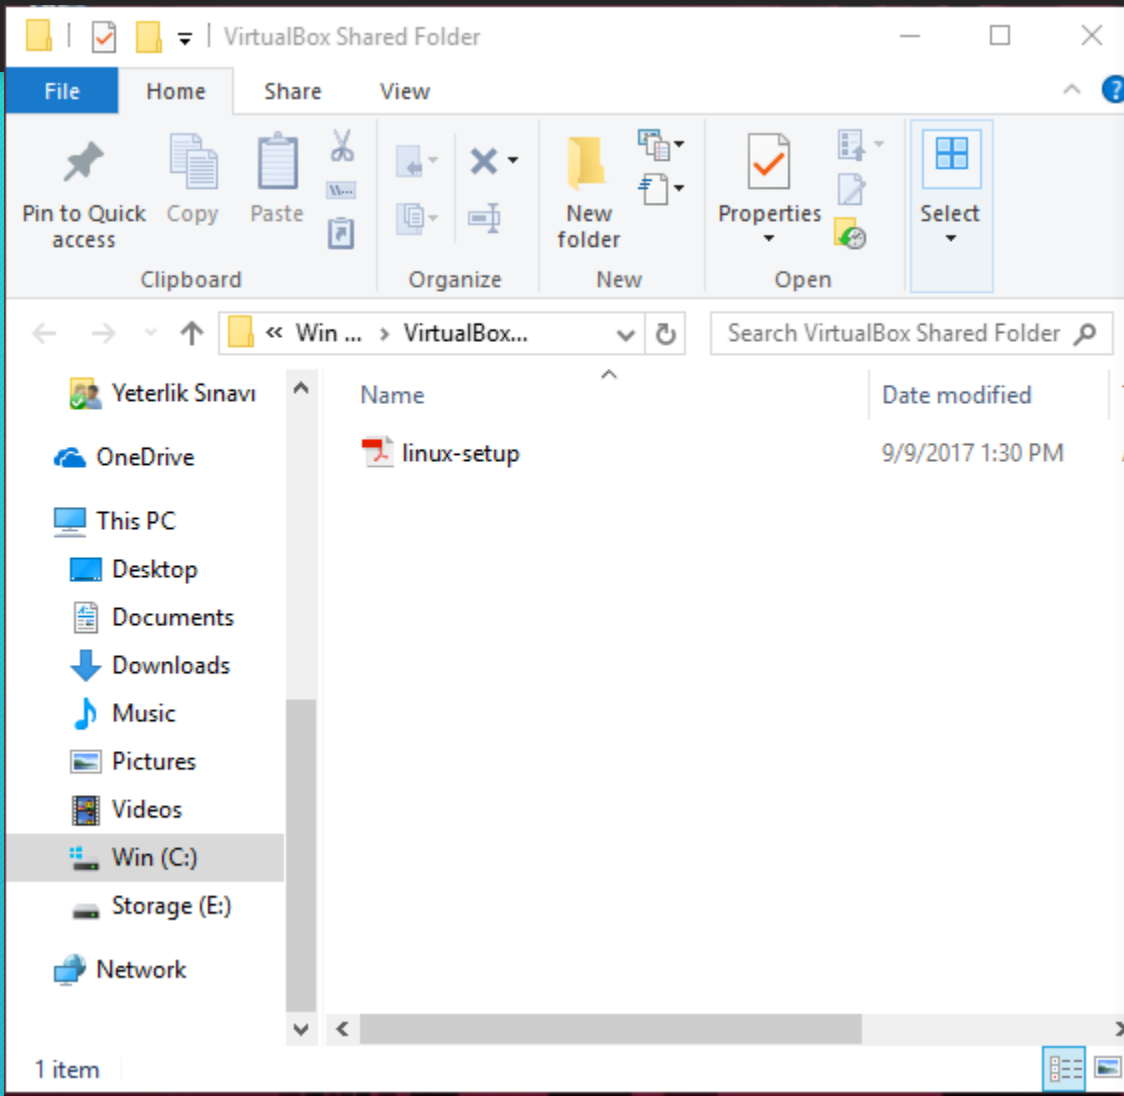 VirtualBox Shared Folder
File Home Share View
Pin to Quick access
Copy
Paste
Clipboard
Organize
New folder
New
Properties
Open
Select
« Win ... › VirtualBox...
Search VirtualBox Shared Folder
Name Date modified
linux-setup 9/9/2017 1:30 PM
Yeterlik Sınavı
OneDrive
This PC
Desktop
Documents
Downloads
Music
Pictures
Videos
Win (C:)
Storage (E:)
Network
1 item